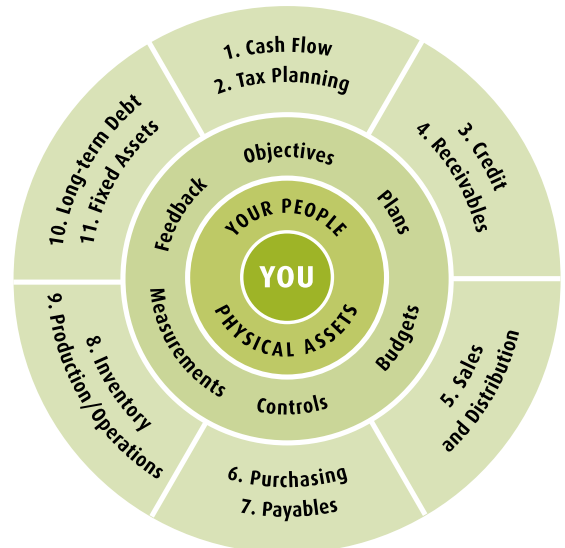 1. Cash Flow
2. Tax Planning
3. Credit
4. Receivables
5. Sales
and Distribution
6. Purchasing
7. Payables
8. Inventory
9. Production/Operations
10. Long-term Debt
11. Fixed Assets
Objectives
Plans
Budgets
Controls
Measurements
Feedback
YOUR PEOPLE
PHYSICAL ASSETS
YOU